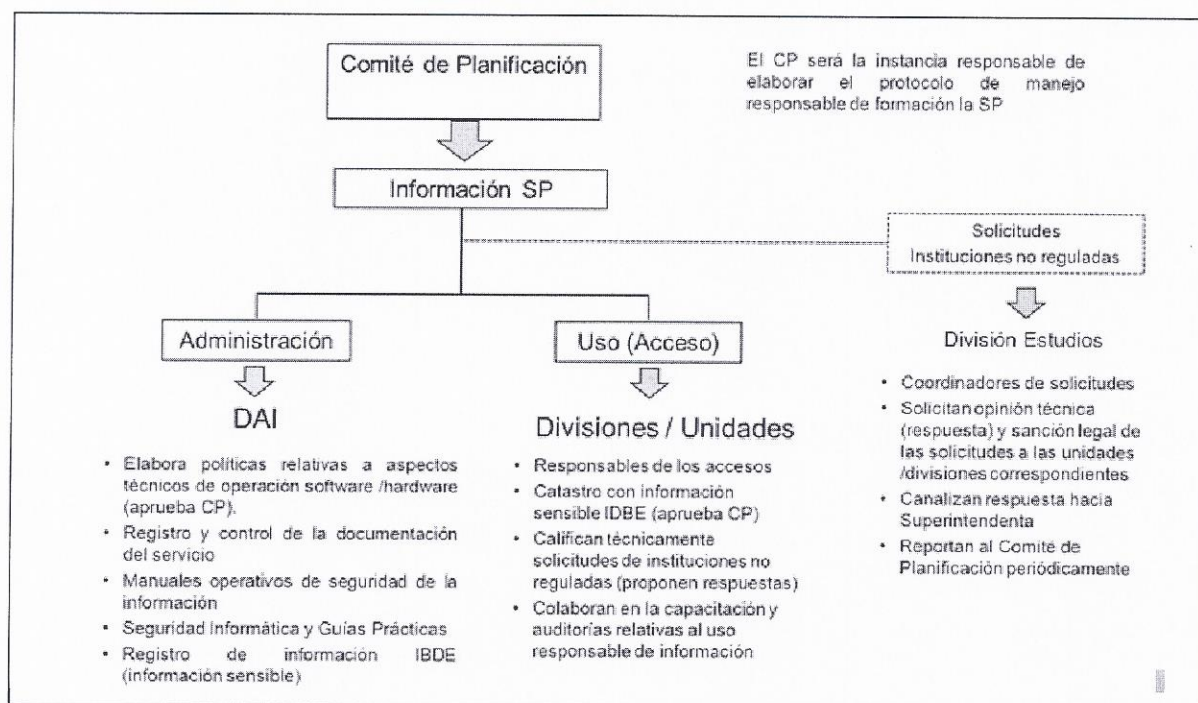 Comité de Planificación
El CP será la instancia responsable de
elaborar el protocolo de manejo
responsable de formación la SP
Información SP
Solicitudes
Instituciones no reguladas
Administración
Uso (Acceso)
División Estudios
DAI
• Elabora políticas relativas a aspectos
técnicos de operación software /hardware
(aprueba CP).
• Registro y control de la documentación
del servicio
• Manuales operativos de seguridad de la
información
• Seguridad Informática y Guías Prácticas
• Registro de información IBDE
(información sensible)
Divisiones / Unidades
• Responsables de los accesos
• Catastro con información
sensible IDBE (aprueba CP)
• Califican técnicamente
solicitudes de instituciones no
reguladas (proponen respuestas)
• Colaboran en la capacitación y
auditorías relativas al uso
responsable de información
• Coordinadores de solicitudes
• Solicitan opinión técnica
(respuesta) y sanción legal de
las solicitudes a las unidades
/divisiones correspondientes
• Canalizan respuesta hacia
Superintendenta
• Reportan al Comité de
Planificación periódicamente